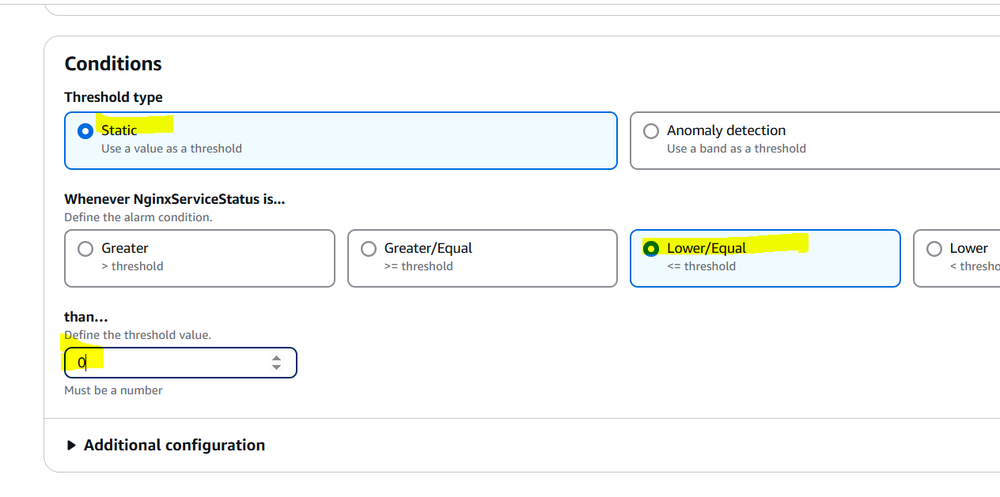 Conditions
Threshold type
Static
Use a value as a threshold
Anomaly detection
Use a band as a threshold
Whenever NginxServiceStatus is...
Define the alarm condition.
Greater
> threshold
Greater/Equal
>= threshold
Lower/Equal
<= threshold
Lower
< thresho
than...
Define the threshold value.
0
Must be a number
Additional configuration